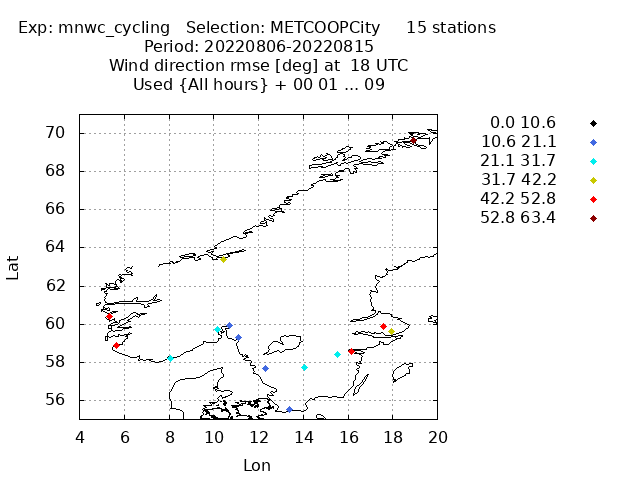 Exp: mnwc_cycling   Selection: METCOOPCity     15 stations
Period: 20220806-20220815
Wind direction rmse [deg] at  18 UTC
Used {All hours} + 00 01 ... 09
70
68
66
64
62
60
58
56
Lat
4 6 8 10 12 14 16 18 20
Lon
0.0 10.6
10.6 21.1
21.1 31.7
31.7 42.2
42.2 52.8
52.8 63.4